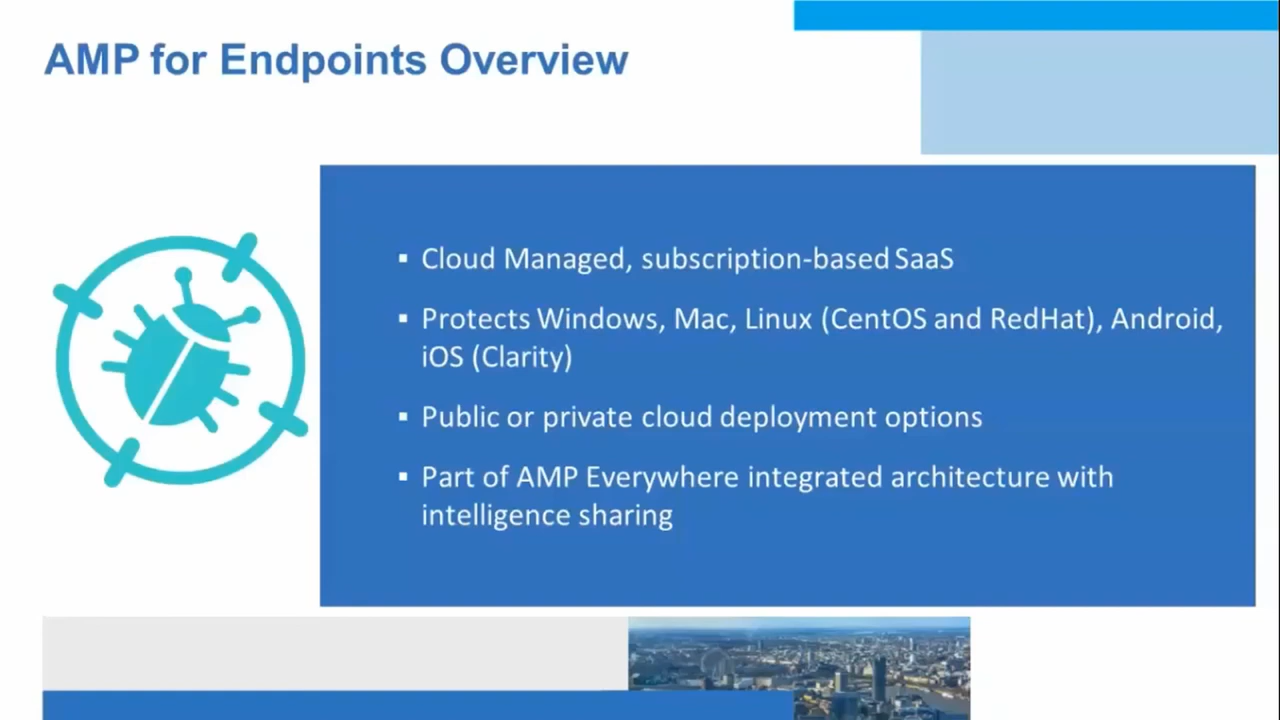 AMP for Endpoints Overview
▪ Cloud Managed, subscription-based SaaS
▪ Protects Windows, Mac, Linux (CentOS and RedHat), Android,
iOS (Clarity)
▪ Public or private cloud deployment options
▪ Part of AMP Everywhere integrated architecture with
intelligence sharing